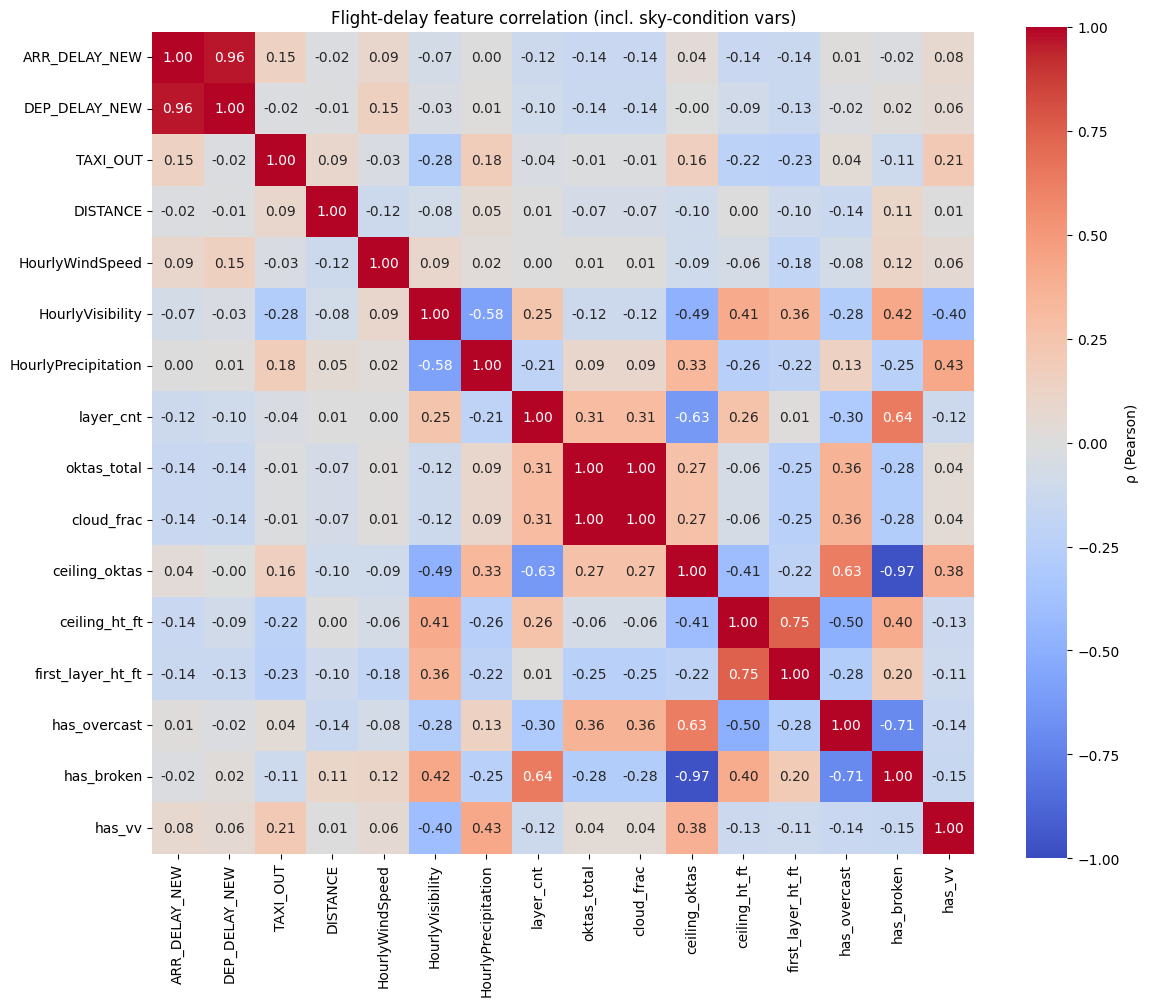 Flight-delay feature correlation (incl. sky-condition vars)
ARR_DELAY_NEW 1.00 0.96 0.15 -0.02 0.09 -0.07 0.00 -0.12 -0.14 -0.14 0.04 -0.14 -0.14 0.01 -0.02 0.08
DEP_DELAY_NEW 0.96 1.00 -0.02 -0.01 0.15 -0.03 0.01 -0.10 -0.14 -0.14 -0.00 -0.09 -0.13 -0.02 0.02 0.06
TAXI_OUT 0.15 -0.02 1.00 0.09 -0.03 -0.28 0.18 -0.04 -0.01 -0.01 0.16 -0.22 -0.23 0.04 -0.11 0.21
DISTANCE -0.02 -0.01 0.09 1.00 -0.12 -0.08 0.05 0.01 -0.07 -0.07 -0.10 0.00 -0.10 -0.14 0.11 0.01
HourlyWindSpeed 0.09 0.15 -0.03 -0.12 1.00 0.09 0.02 0.00 0.01 0.01 -0.09 -0.06 -0.18 -0.08 0.12 0.06
HourlyVisibility -0.07 -0.03 -0.28 -0.08 0.09 1.00 -0.58 0.25 -0.12 -0.12 -0.49 0.41 0.36 -0.28 0.42 -0.40
HourlyPrecipitation 0.00 0.01 0.18 0.05 0.02 -0.58 1.00 -0.21 0.09 0.09 0.33 -0.26 -0.22 0.13 -0.25 0.43
layer_cnt -0.12 -0.10 -0.04 0.01 0.00 0.25 -0.21 1.00 0.31 0.31 -0.63 0.26 0.01 -0.30 0.64 -0.12
oktas_total -0.14 -0.14 -0.01 -0.07 0.01 -0.12 0.09 0.31 1.00 1.00 0.27 -0.06 -0.25 0.36 -0.28 0.04
cloud_frac -0.14 -0.14 -0.01 -0.07 0.01 -0.12 0.09 0.31 1.00 1.00 0.27 -0.06 -0.25 0.36 -0.28 0.04
ceiling_oktas 0.04 -0.00 0.16 -0.10 -0.09 -0.49 0.33 -0.63 0.27 0.27 1.00 -0.41 -0.22 0.63 -0.97 0.38
ceiling_ht_ft -0.14 -0.09 -0.22 0.00 -0.06 0.41 -0.26 0.26 -0.06 -0.06 -0.41 1.00 0.75 -0.50 0.40 -0.13
first_layer_ht_ft -0.14 -0.13 -0.23 -0.10 -0.18 0.36 -0.22 0.01 -0.25 -0.25 -0.22 0.75 1.00 -0.28 0.20 -0.11
has_overcast 0.01 -0.02 0.04 -0.14 -0.08 -0.28 0.13 -0.30 0.36 0.36 0.63 -0.50 -0.28 1.00 -0.71 -0.14
has_broken -0.02 0.02 -0.11 0.11 0.12 0.42 -0.25 0.64 -0.28 -0.28 -0.97 0.40 0.20 -0.71 1.00 -0.15
has_vv 0.08 0.06 0.21 0.01 0.06 -0.40 0.43 -0.12 0.04 0.04 0.38 -0.13 -0.11 -0.14 -0.15 1.00
ARR_DELAY_NEW
DEP_DELAY_NEW
TAXI_OUT
DISTANCE
HourlyWindSpeed
HourlyVisibility
HourlyPrecipitation
layer_cnt
oktas_total
cloud_frac
ceiling_oktas
ceiling_ht_ft
first_layer_ht_ft
has_overcast
has_broken
has_vv
1.00
0.75
0.50
0.25
0.00
−0.25
−0.50
−0.75
−1.00
ρ (Pearson)